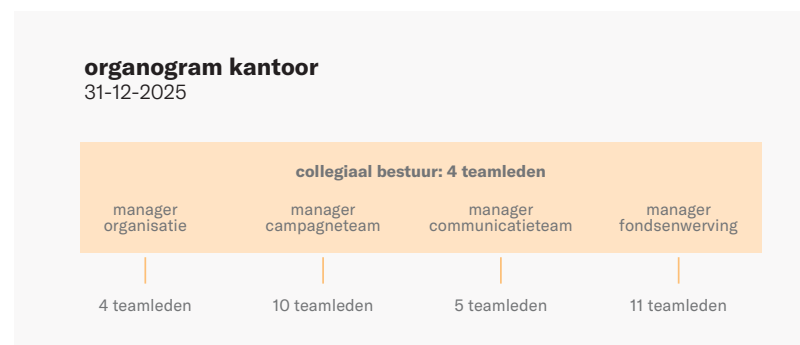 organogram kantoor
31-12-2025
collegiaal bestuur: 4 teamleden
manager
organisatie
manager
campagneteam
manager
communicatieteam
manager
fondsenwerving
4 teamleden
10 teamleden
5 teamleden
11 teamleden